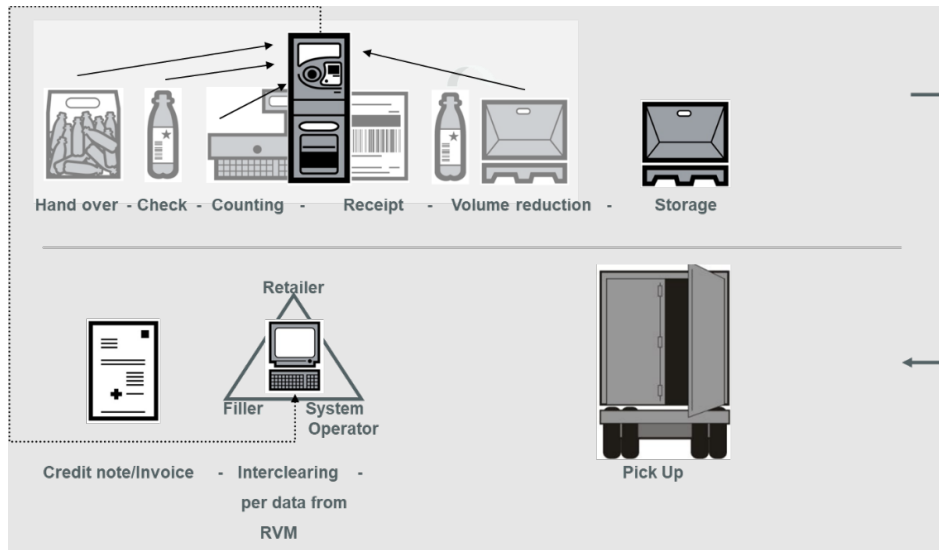 Hand over - Check - Counting - Receipt - Volume reduction - Storage
Retailer
Filler System
Operator
Credit note/Invoice - Interclearing - Pick Up
per data from
RVM